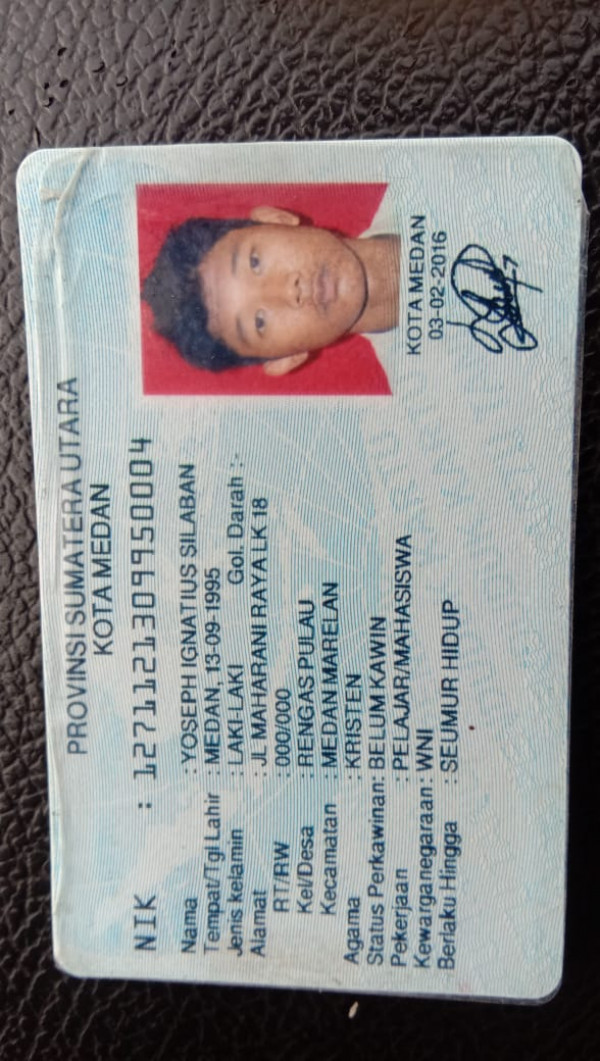 PROVINSI SUMATERA UTARA
KOTA MEDAN
NIK : 1271121309950004
Nama : YOSEPH IGNATIUS SILABAN
Tempat/Tgl Lahir : MEDAN, 13-09-1995
Jenis kelamin : LAKI-LAKI Gol. Darah :-
Alamat : JL MAHARANI RAYA LK 18
RT/RW : 000/000
Kel/Desa : RENGAS PULAU
Kecamatan : MEDAN MARELAN
Agama : KRISTEN
Status Perkawinan: BELUM KAWIN
Pekerjaan : PELAJAR/MAHASISWA
Kewarganegaraan: WNI
Berlaku Hingga : SEUMUR HIDUP
KOTA MEDAN
03-02-2016